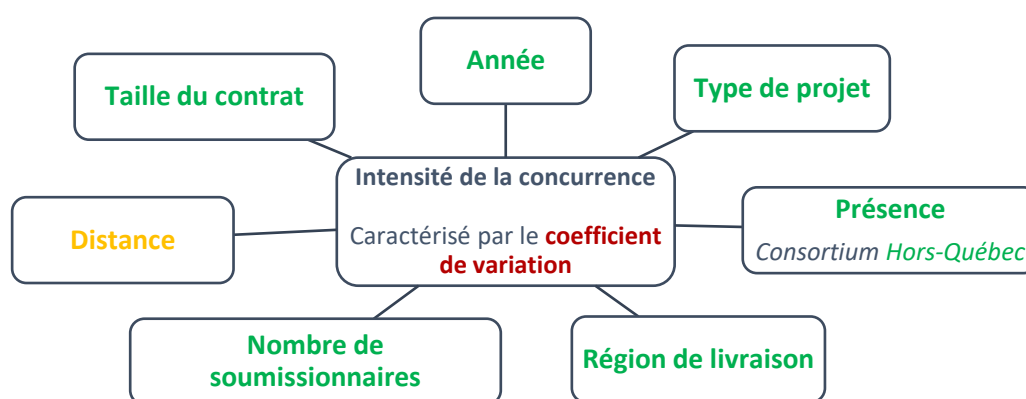 Année
Taille du contrat
Type de projet
Intensité de la concurrence
Caractérisé par le coefficient
de variation
Distance
Présence
Consortium Hors-Québec
Nombre de
soumissionnaires
Région de livraison